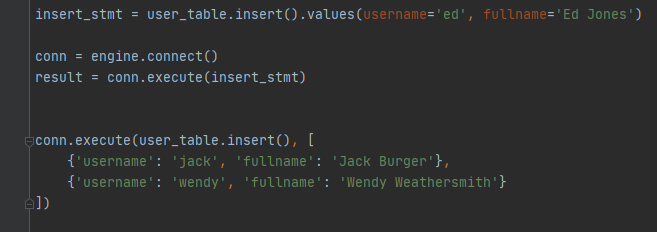 insert_stmt = user_table.insert().values(username='ed', fullname='Ed Jones')
conn = engine.connect()
result = conn.execute(insert_stmt)
conn.execute(user_table.insert(), [
    {'username': 'jack', 'fullname': 'Jack Burger'},
    {'username': 'wendy', 'fullname': 'Wendy Weathersmith'}
])